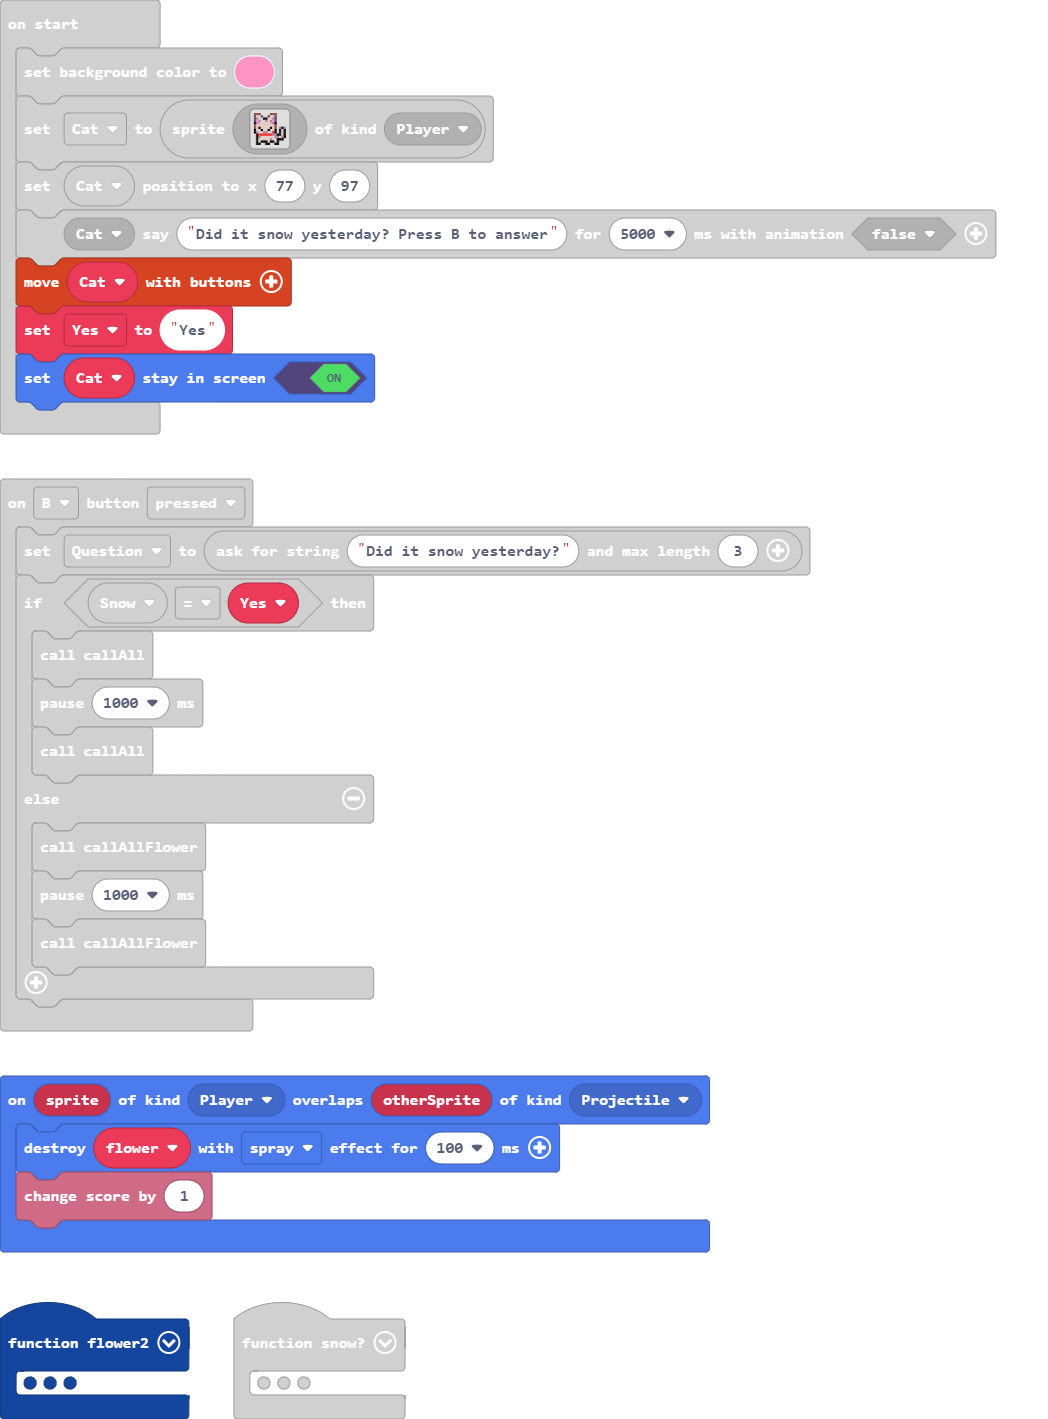 on start
set background color to
set Cat to sprite of kind Player
set Cat position to x 77 y 97
Cat say "Did it snow yesterday? Press B to answer" for 5000 ms with animation false
move Cat with buttons
set Yes to "Yes"
set Cat stay in screen ON
on B button pressed
set Question to ask for string "Did it snow yesterday?" and max length 3
if Snow = Yes then
call callAll
pause 1000 ms
call callAll
else
call callAllFlower
pause 1000 ms
call callAllFlower
on sprite of kind Player overlaps otherSprite of kind Projectile
destroy flower with spray effect for 100 ms
change score by 1
function flower2
function snow?